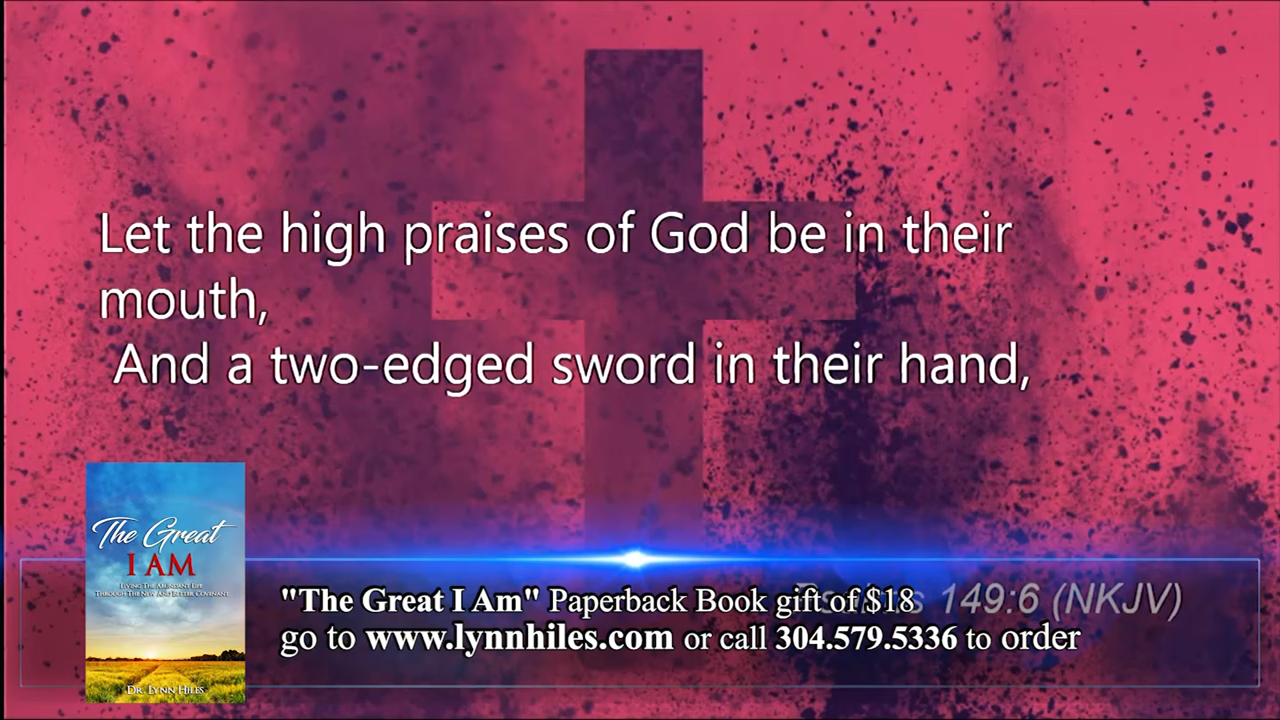 Let the high praises of God be in their
mouth,
And a two-edged sword in their hand,
149:6 (NKJV)
The Great
I AM
LIVING THE ABUNDANT LIFE
THROUGH THE NEW AND BETTER COVENANT
DR. LYNN HILES
"The Great I Am" Paperback Book gift of $18
go to www.lynnhiles.com or call 304.579.5336 to order